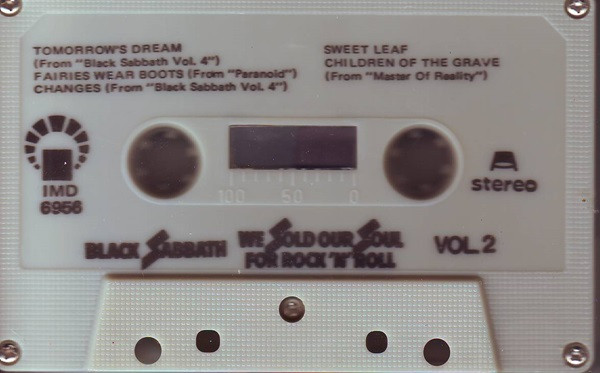 TOMORROW'S DREAM
(From "Black Sabbath Vol. 4")
FAIRIES WEAR BOOTS (From "Paranoid")
CHANGES (From "Black Sabbath Vol. 4")
SWEET LEAF
CHILDREN OF THE GRAVE
(From "Master Of Reality")
IMD
6956
100 50 0
stereo
BLACK SABBATH
WE SOLD OUR SOUL
FOR ROCK 'N' ROLL
VOL. 2